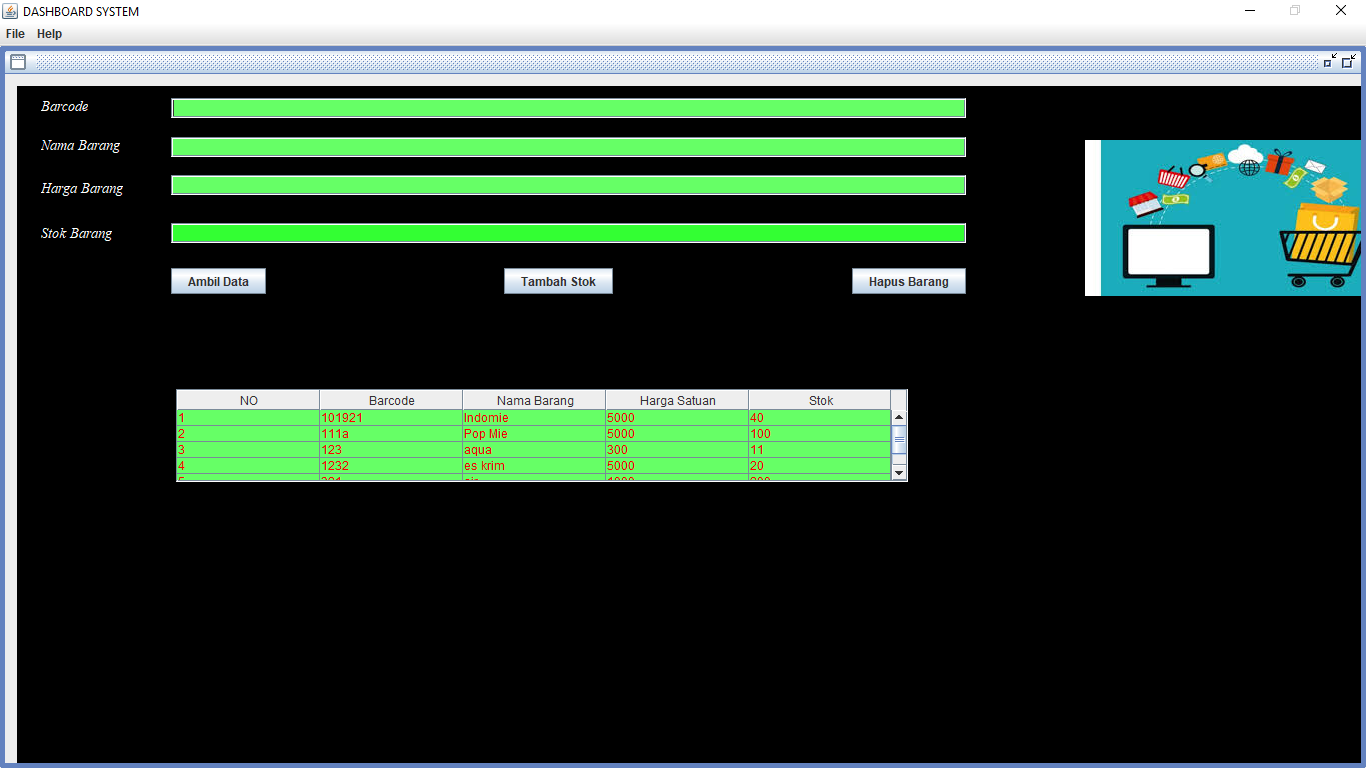 DASHBOARD SYSTEM
File Help
Barcode
Nama Barang
Harga Barang
Stok Barang
Ambil Data Tambah Stok Hapus Barang
NO Barcode Nama Barang Harga Satuan Stok
1 101921 Indomie 5000 40
2 111a Pop Mie 5000 100
3 123 aqua 300 11
4 1232 es krim 5000 20